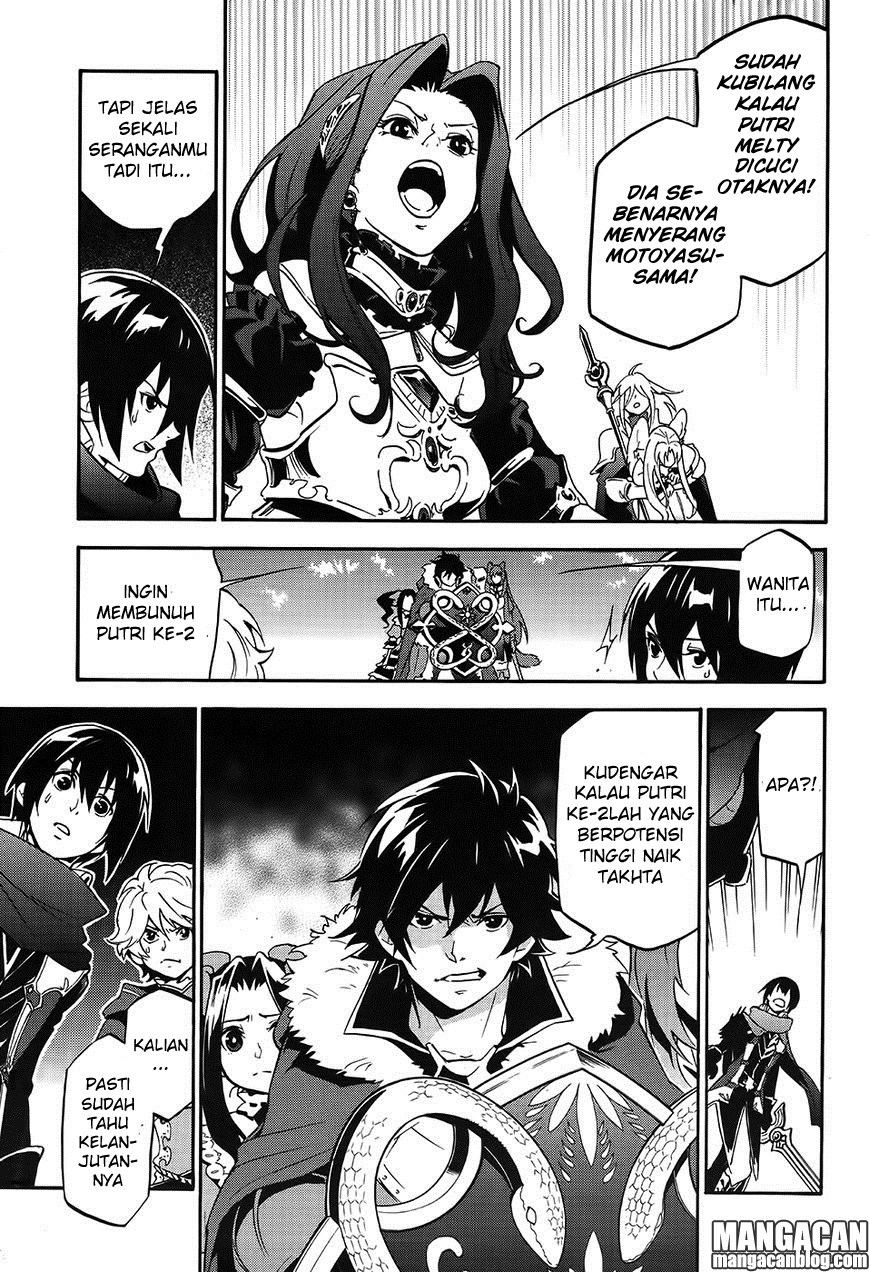 SUDAH
KUBILANG
KALAU
PUTRI
MELTY
DICUCI
OTAKNYA!
DIA SE-
BENARNYA
MENYERANG
MOTOYASU-
SAMA!
TAPI JELAS
SEKALI
SERANGANMU
TADI ITU...
WANITA
ITU...
INGIN
MEMBUNUH
PUTRI KE-2
APA?!
KUDENGAR
KALAU PUTRI
KE-2LAH YANG
BERPOTENSI
TINGGI NAIK
TAKHTA
KALIAN
...
PASTI
SUDAH
TAHU
KELAN-
JUTAN-
NYA
MANGACAN
mangacanblog.com